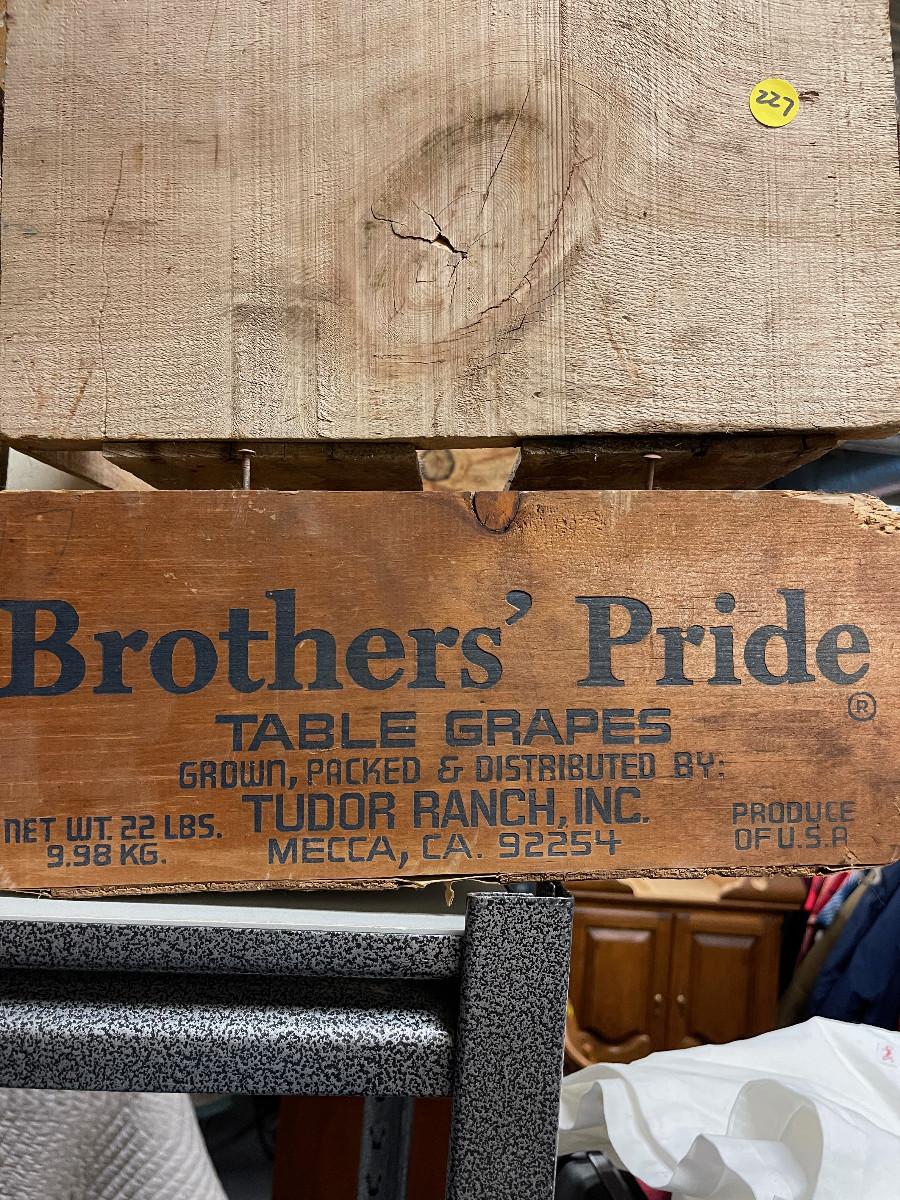 227
Brothers' Pride
®
TABLE GRAPES
GROWN, PACKED & DISTRIBUTED BY:
TUDOR RANCH, INC.
MECCA, CA. 92254
NET WT. 22 LBS.
9.98 KG.
PRODUCE
OF U.S.A